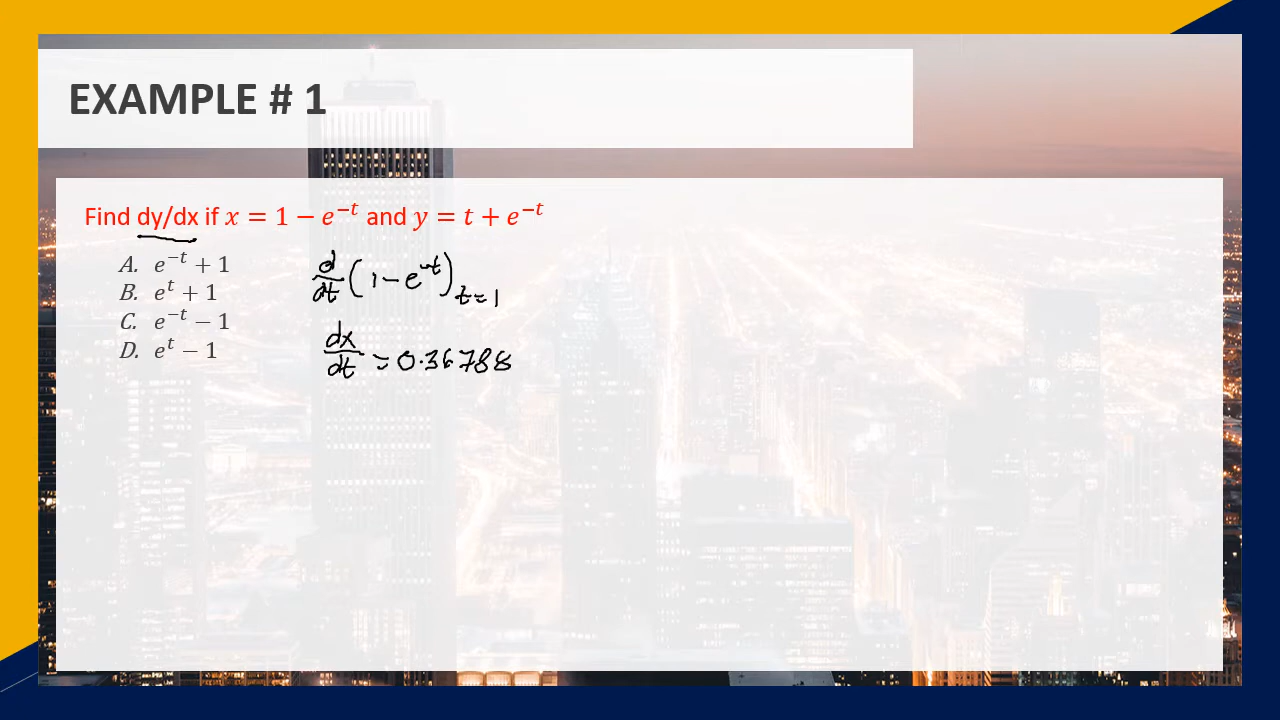 EXAMPLE # 1
Find dy/dx if x = 1 − e^{−t} and y = t + e^{−t}
A. e^{−t} + 1
B. e^{t} + 1
C. e^{−t} − 1
D. e^{t} − 1
d/dt (1 − e^{−t})_{t=1}
dx/dt = 0.36788